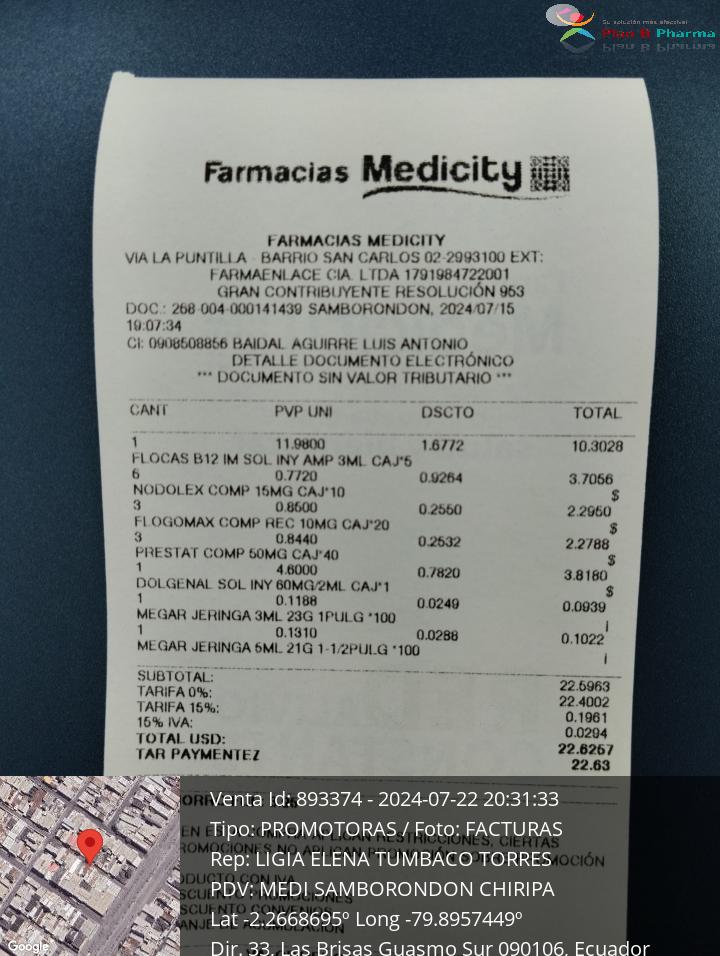 Su solución más efectiva!
Plan B Pharma
Farmacias Medicity
FARMACIAS MEDICITY
VIA LA PUNTILLA - BARRIO SAN CARLOS 02-2993100 EXT:
FARMAENLACE CIA. LTDA 1791984722001
GRAN CONTRIBUYENTE RESOLUCIÓN 953
DOC.: 268-004-000141439 SAMBORONDON, 2024/07/15
19:07:34
CI: 0908508856 BAIDAL AGUIRRE LUIS ANTONIO
DETALLE DOCUMENTO ELECTRÓNICO
*** DOCUMENTO SIN VALOR TRIBUTARIO ***
CANT PVP UNI DSCTO TOTAL
1 11.9800 1.6772 10.3028
FLOCAS B12 IM SOL INY AMP 3ML CAJ*5
6 0.7720 0.9264 3.7056
NODOLEX COMP 15MG CAJ*10 $
3 0.8500 0.2550 2.2950
FLOGOMAX COMP REC 10MG CAJ*20 $
3 0.8440 0.2532 2.2788
PRESTAT COMP 50MG CAJ*40 $
1 4.6000 0.7820 3.8180
DOLGENAL SOL INY 60MG/2ML CAJ*1 $
1 0.1188 0.0249 0.0939
MEGAR JERINGA 3ML 23G 1PULG *100 i
1 0.1310 0.0288 0.1022
MEGAR JERINGA 5ML 21G 1-1/2PULG *100 i
SUBTOTAL: 22.5963
TARIFA 0%: 22.4002
TARIFA 15%: 0.1961
15% IVA: 0.0294
TOTAL USD: 22.6257
TAR PAYMENTEZ 22.63
Venta Id: 893374 - 2024-07-22 20:31:33
Tipo: PROMOTORAS / Foto: FACTURAS
Rep: LIGIA ELENA TUMBACO TORRES
PDV: MEDI SAMBORONDON CHIRIPA
Lat -2.2668695º Long -79.8957449º
Dir. 33, Las Brisas Guasmo Sur 090106, Ecuador
Google